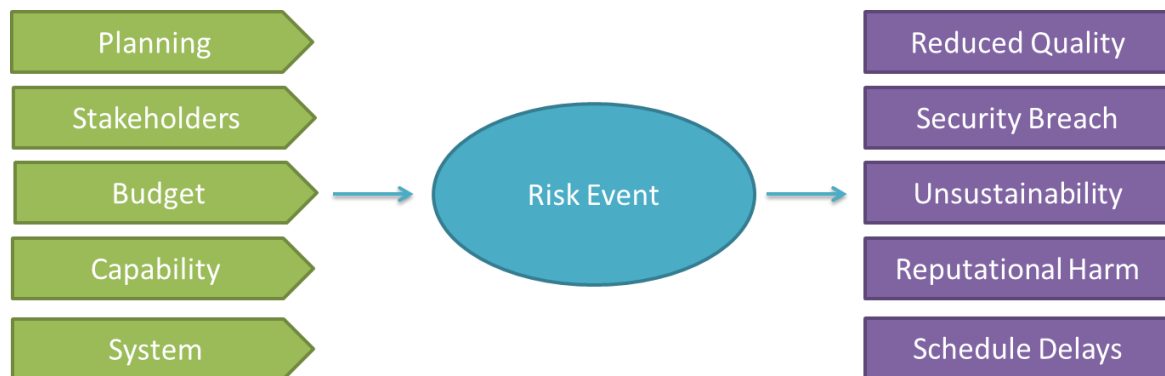 Planning
Stakeholders
Budget
Capability
System
Risk Event
Reduced Quality
Security Breach
Unsustainability
Reputational Harm
Schedule Delays